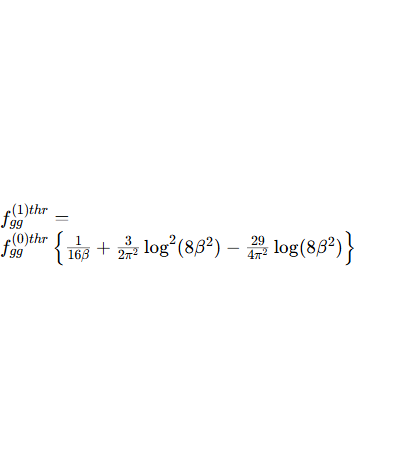 f_{gg}^{(1)thr} =
f_{gg}^{(0)thr} \left\{ \frac{1}{16\beta} + \frac{3}{2\pi^2} \log^2(8\beta^2) - \frac{29}{4\pi^2} \log(8\beta^2) \right\}